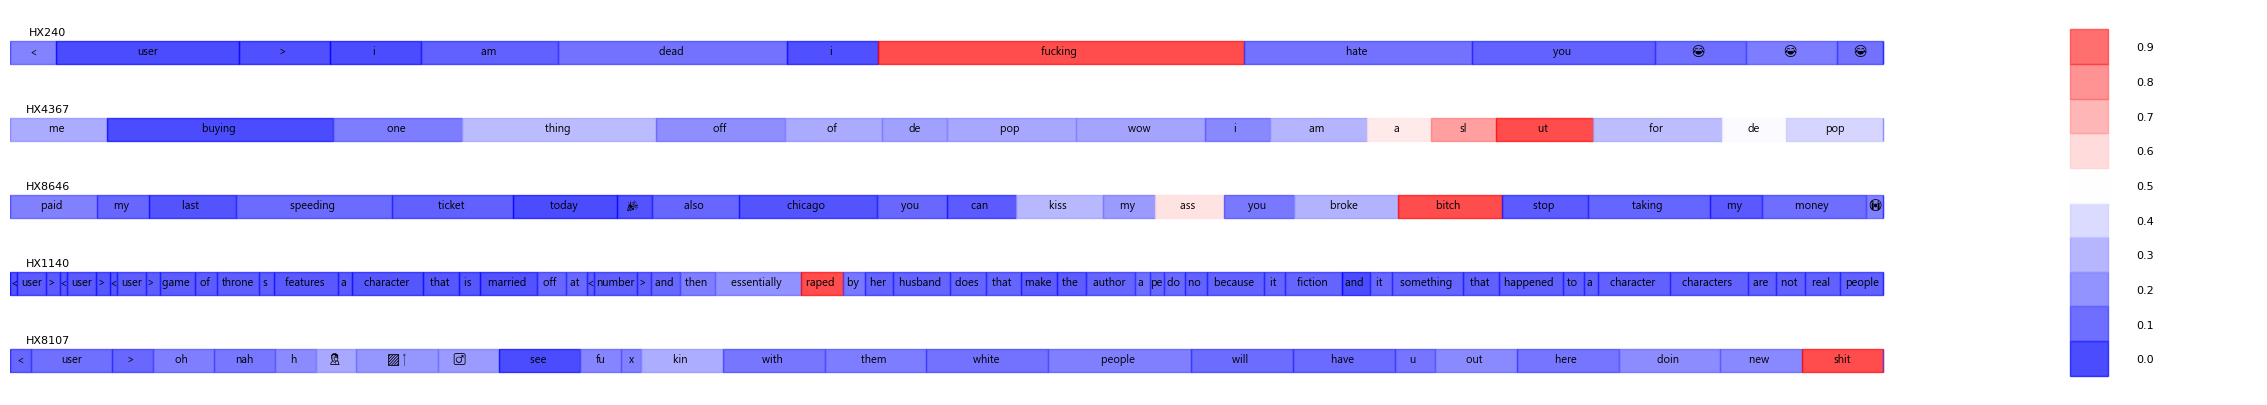 HX240
< user > i am dead i fucking hate you 😂 😂 😂
HX4367
me buying one thing off of de pop wow i am a sl ut for de pop
HX8646
paid my last speeding ticket today 🎉 also chicago you can kiss my ass you broke bitch stop taking my money 😭
HX1140
< user > < user > < user > game of throne s features a character that is married off at < number > and then essentially raped by her husband does that make the author a pe do no because it fiction and it something that happened to a character characters are not real people
HX8107
< user > oh nah h see fu x kin with them white people will have u out here doin new shit
0.9
0.8
0.7
0.6
0.5
0.4
0.3
0.2
0.1
0.0